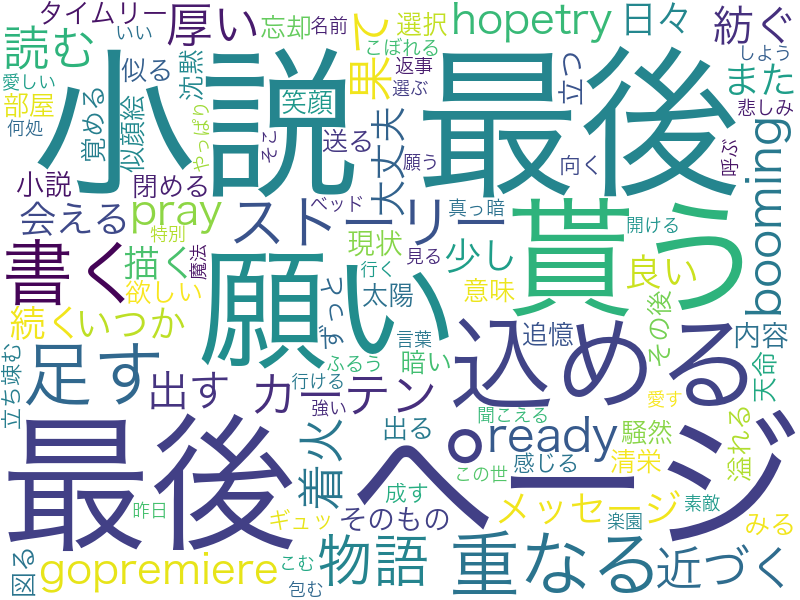 タイムリー
いい
厚い
忘却
名前
選択
hopetry
日々
紡ぐ
読む
愛しい
似る
沈黙
果て
こぼれる
返事
選ぶ
立つ
また
しよう
悲しみ
部屋
何処
覚める
似顔絵
やっぱり
笑顔
そこ
送る
大丈夫
願う
向く
呼ぶ
小説
最後
小説
閉める
会える
pray
ストーリー
ベッド
真っ暗
貰う
開ける
booming
書く
描く
特別
魔法
願い
現状
見る
少し
良い
欲しい
行く
太陽
意味
その後
続く
いつか
ずっと
言葉
込める
追憶
内容
立ち竦む
足す
出す
カーテン
ふるう
暗い
行ける
強い
天命
愛す
最後
ページ
着火
出る
聞こえる
ready
騒然
溢れる
感じる
清栄
この世
成す
メッセージ
素敵
みる
昨日
ギュッ
そのもの
楽園
図る
gopremiere
こむ
包む
物語
重なる
近づく